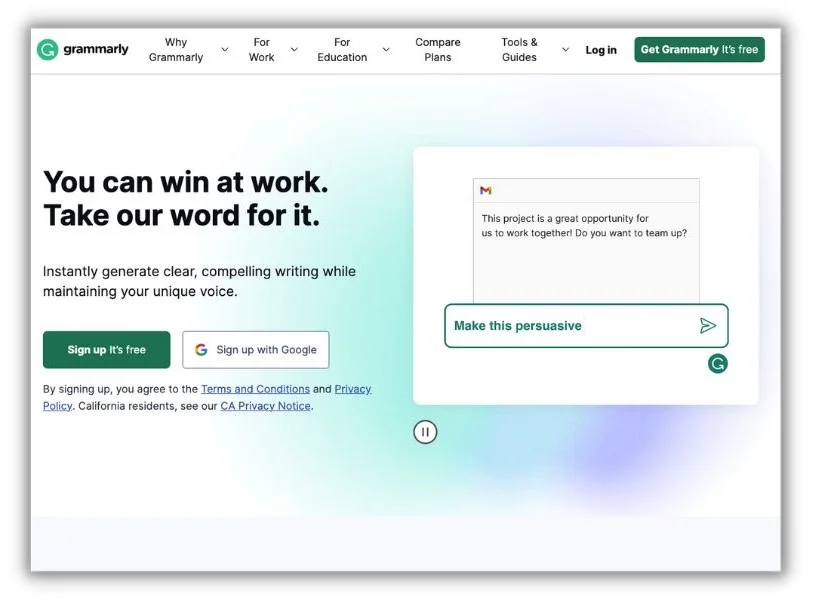 grammarly
Why
Grammarly
For
Work
For
Education
Compare
Plans
Tools &
Guides
Log in
Get Grammarly It's free
You can win at work.
Take our word for it.
Instantly generate clear, compelling writing while
maintaining your unique voice.
Sign up It's free
Sign up with Google
By signing up, you agree to the Terms and Conditions and Privacy
Policy. California residents, see our CA Privacy Notice.
This project is a great opportunity for
us to work together! Do you want to team up?
Make this persuasive